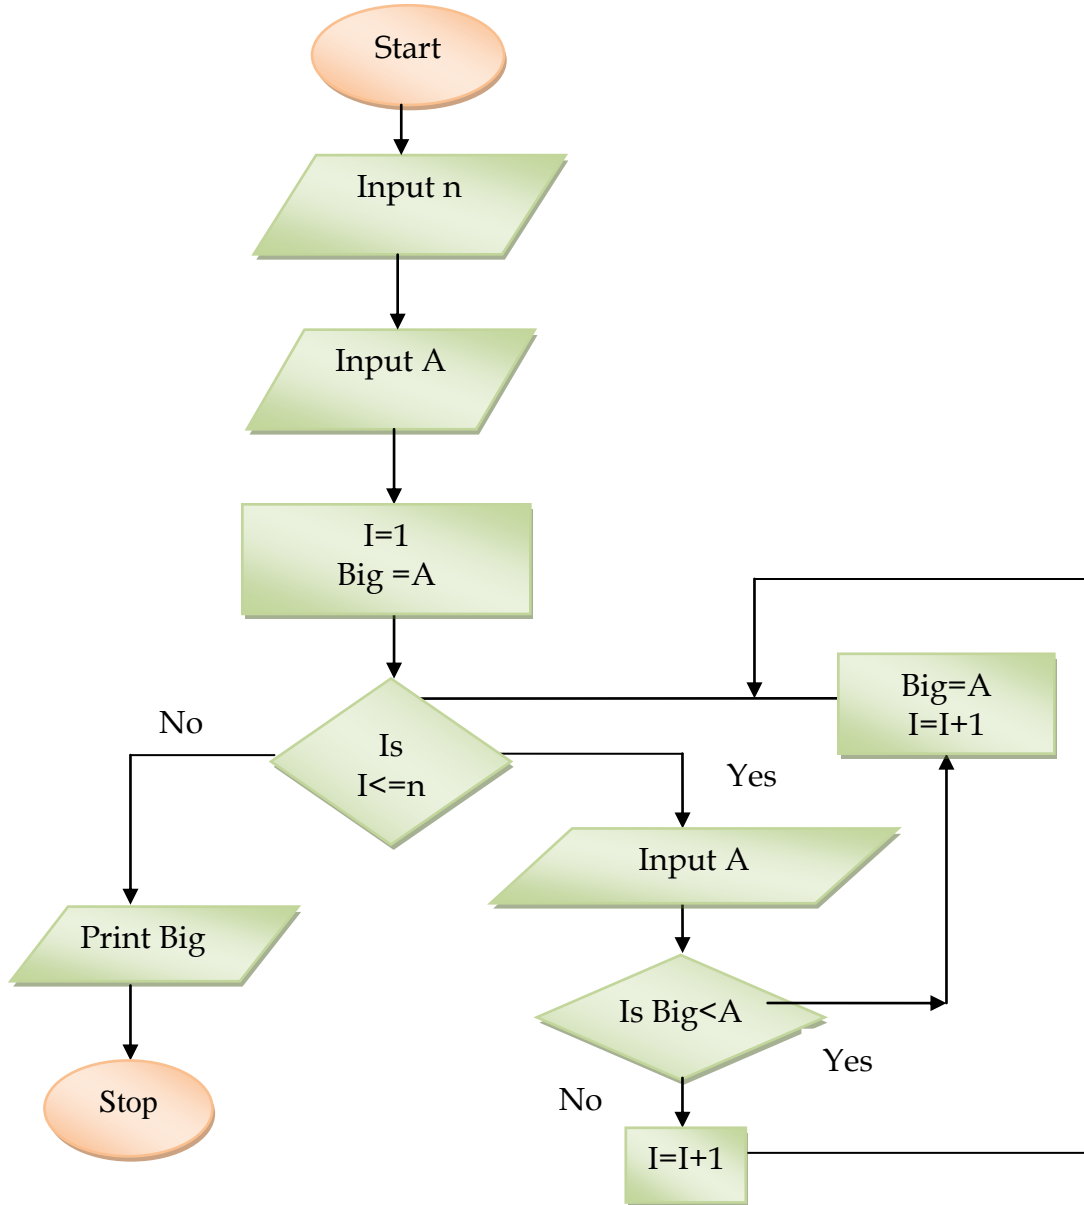 Start
Input n
Input A
I=1
Big =A
Big=A
I=I+1
No
Is
I<=n
Yes
Input A
Print Big
Is Big<A
Yes
Stop
No
I=I+1